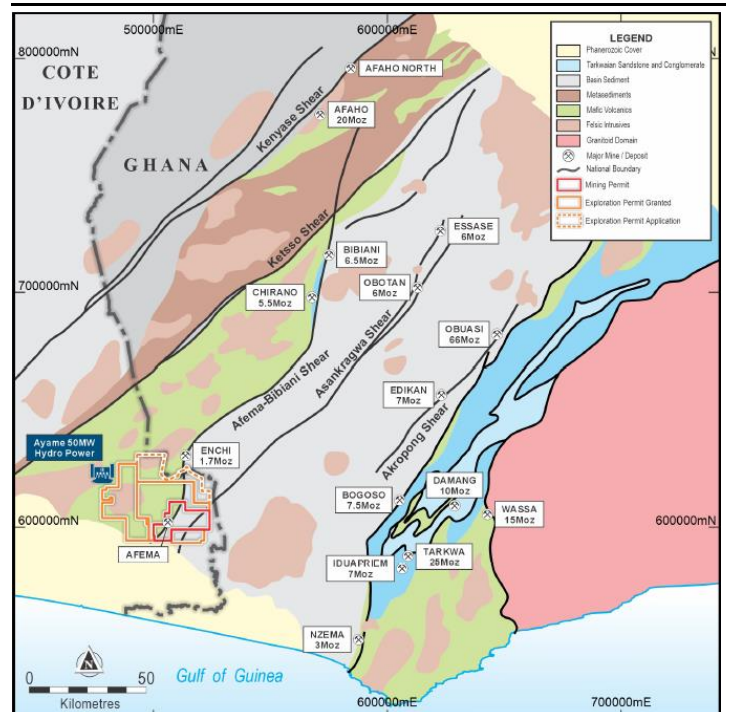 500000mE
600000mE
800000mN
COTE
D'IVOIRE
GHANA
AFAHO NORTH
Kenyase Shear
AFAHO
20Moz
LEGEND
Phanerozoic Cover
Tarkwaian Sandstone and Conglomerate
Basin Sediment
Metasediments
Mafic Volcanics
Felsic Intrusives
Granitoid Domain
Major Mine / Deposit
National Boundary
Mining Permit
Exploration Permit Granted
Exploration Permit Application
Ketsso Shear
ESSASE
6Moz
BIBIANI
6.5Moz
700000mN
CHIRANO
5.5Moz
OBOTAN
6Moz
OBUASI
66Moz
Asankragwa Shear
Afema-Bibiani Shear
EDIKAN
7Moz
Akropong Shear
Ayame 50MW
Hydro Power
ENCHI
1.7Moz
DAMANG
10Moz
BOGOSO
7.5Moz
WASSA
15Moz
600000mN
600000mN
AFEMA
TARKWA
25Moz
IDUAPRIEM
7Moz
NZEMA
3Moz
N
0 50
Kilometres
Gulf of Guinea
600000mE
700000mE